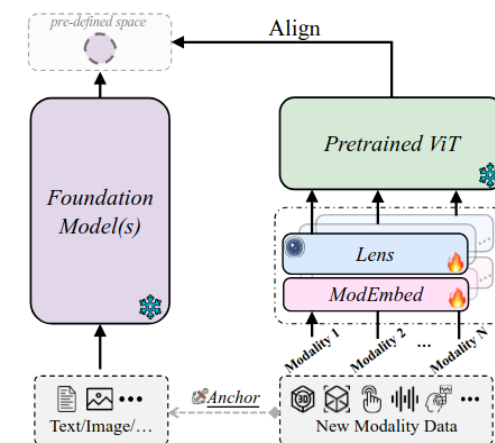 pre-defined space
Align
Foundation
Model(s)
Pretrained ViT
Lens
ModEmbed
Modality 1
Modality 2
...
Modality N
Anchor
Text/Image/…
3D
New Modality Data